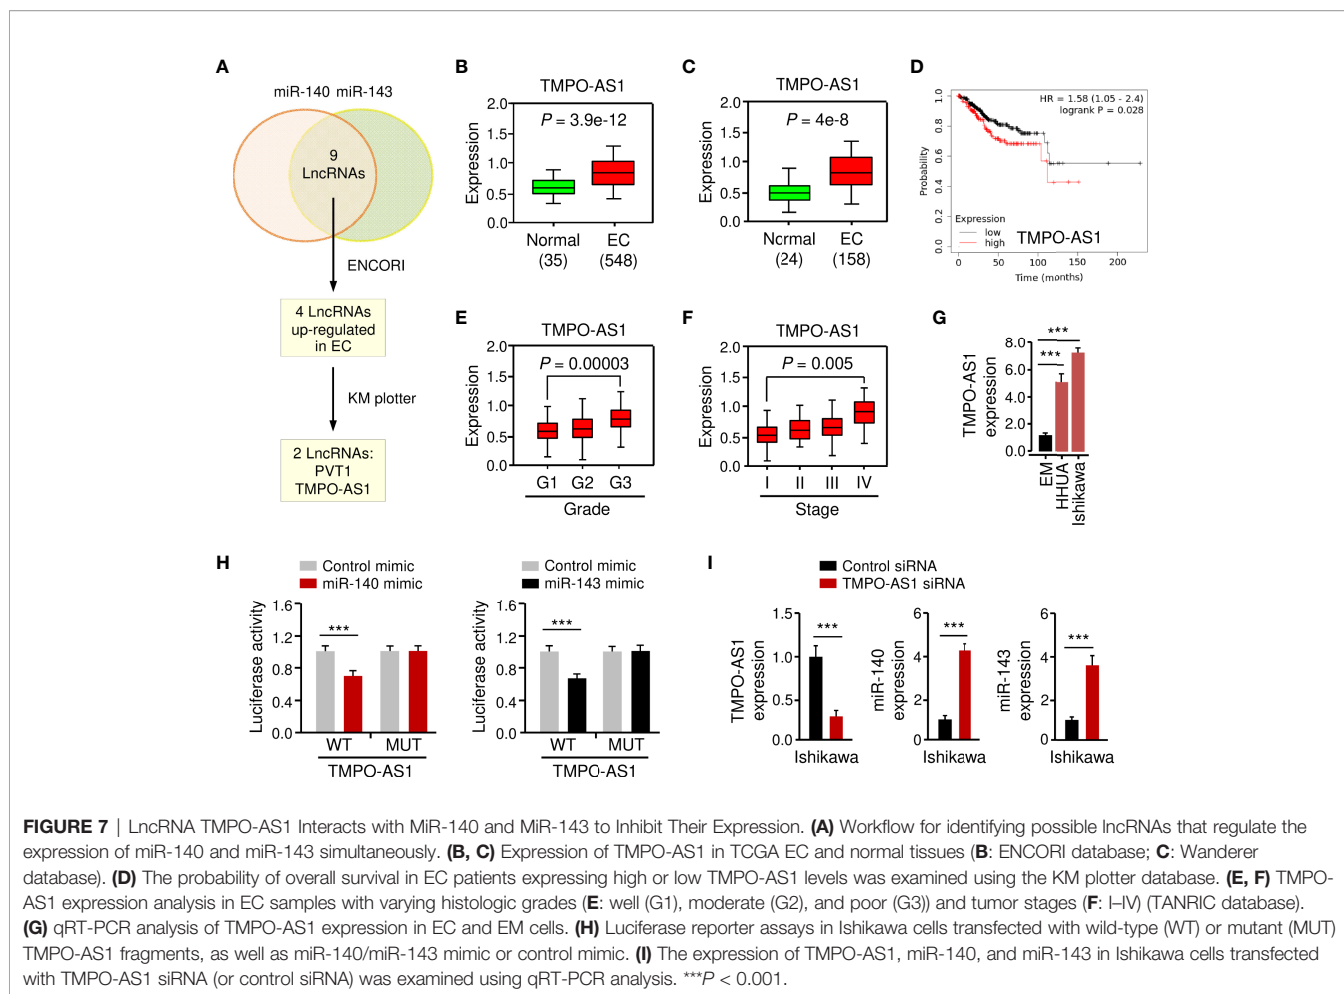 A
miR-140 miR-143
9
LncRNAs
ENCORI
4 LncRNAs
up-regulated
in EC
KM plotter
2 LncRNAs:
PVT1
TMPO-AS1
B
TMPO-AS1
P = 3.9e-12
Expression
2.0
1.5
1.0
0.5
0.0
Normal
(35)
EC
(548)
C
TMPO-AS1
P = 4e-8
Expression
2.0
1.5
1.0
0.5
0.0
Normal
(24)
EC
(158)
D
HR = 1.58 (1.05 - 2.4)
logrank P = 0.028
Probability
1.0
0.8
0.6
0.4
0.2
0.0
Expression
low
high
TMPO-AS1
0 50 100 150 200
Time (months)
E
TMPO-AS1
P = 0.00003
Expression
2.0
1.5
1.0
0.5
0.0
G1 G2 G3
Grade
F
TMPO-AS1
P = 0.005
Expression
2.0
1.5
1.0
0.5
0.0
I II III IV
Stage
G
***
***
TMPO-AS1
expression
8.0
6.0
4.0
2.0
0.0
EM
HHUA
Ishikawa
H
Control mimic
miR-140 mimic
Luciferase activity
1.6
1.2
0.8
0.4
0.0
***
WT MUT
TMPO-AS1
Control mimic
miR-143 mimic
Luciferase activity
1.6
1.2
0.8
0.4
0.0
***
WT MUT
TMPO-AS1
I
Control siRNA
TMPO-AS1 siRNA
TMPO-AS1
expression
1.5
1.0
0.5
0.0
***
Ishikawa
miR-140
expression
6
4
2
0
***
Ishikawa
miR-143
expression
6
4
2
0
***
Ishikawa
FIGURE 7 | LncRNA TMPO-AS1 Interacts with MiR-140 and MiR-143 to Inhibit Their Expression. (A) Workflow for identifying possible lncRNAs that regulate the
expression of miR-140 and miR-143 simultaneously. (B, C) Expression of TMPO-AS1 in TCGA EC and normal tissues (B: ENCORI database; C: Wanderer
database). (D) The probability of overall survival in EC patients expressing high or low TMPO-AS1 levels was examined using the KM plotter database. (E, F) TMPO-
AS1 expression analysis in EC samples with varying histologic grades (E: well (G1), moderate (G2), and poor (G3)) and tumor stages (F: I–IV) (TANRIC database).
(G) qRT-PCR analysis of TMPO-AS1 expression in EC and EM cells. (H) Luciferase reporter assays in Ishikawa cells transfected with wild-type (WT) or mutant (MUT)
TMPO-AS1 fragments, as well as miR-140/miR-143 mimic or control mimic. (I) The expression of TMPO-AS1, miR-140, and miR-143 in Ishikawa cells transfected
with TMPO-AS1 siRNA (or control siRNA) was examined using qRT-PCR analysis. ***P < 0.001.